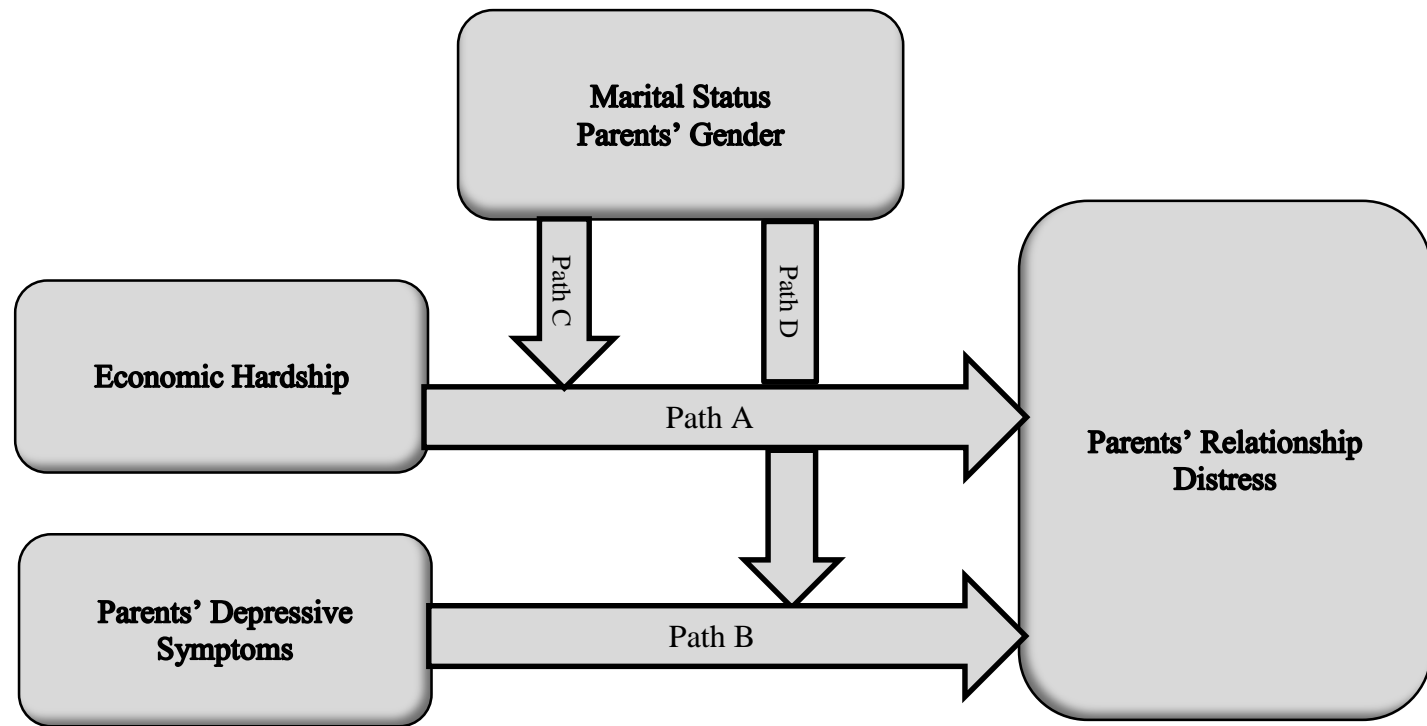 Marital Status
Parents’ Gender
Path C
Path D
Economic Hardship
Path A
Parents’ Relationship
Distress
Parents’ Depressive
Symptoms
Path B